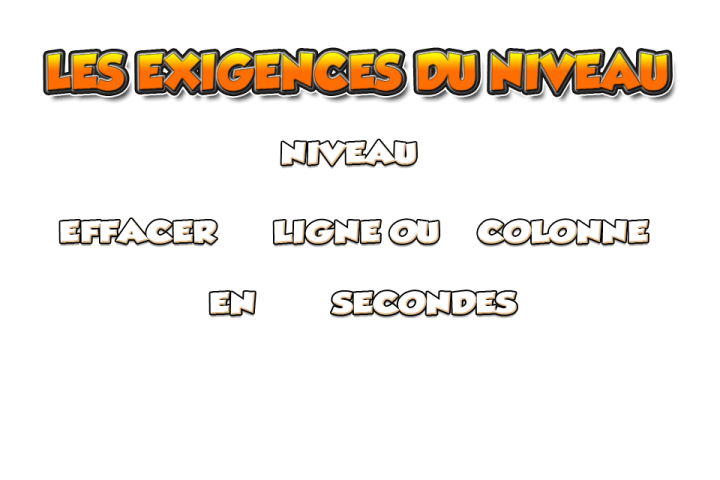 LES EXIGENCES DU NIVEAU
NIVEAU
EFFACER LIGNE OU COLONNE
EN SECONDES